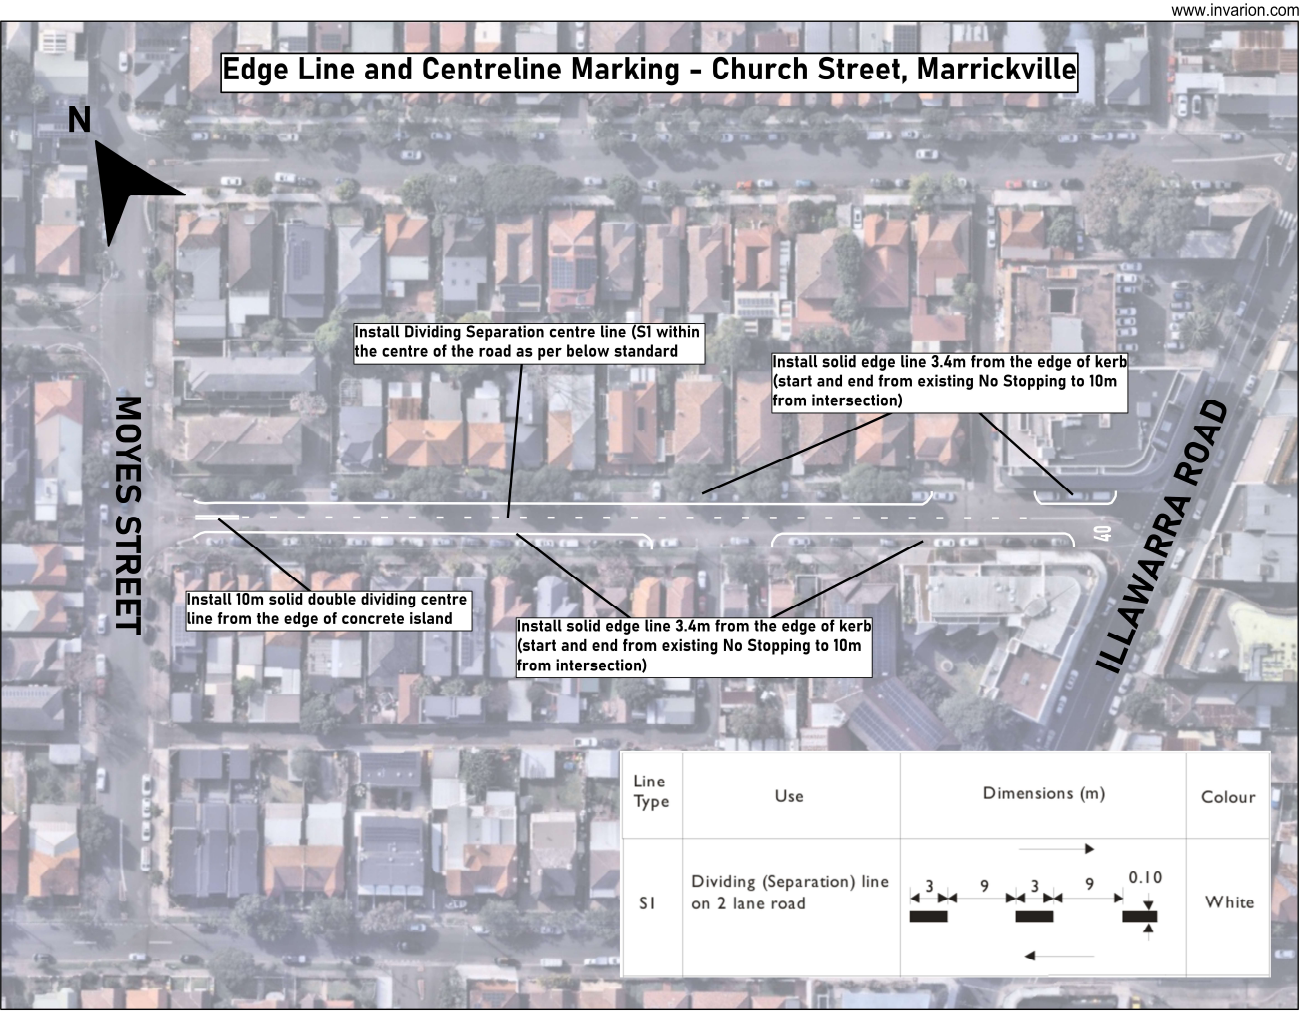 www.invarion.com
Edge Line and Centreline Marking - Church Street, Marrickville
N
Install Dividing Separation centre line (S1 within
the centre of the road as per below standard
Install solid edge line 3.4m from the edge of kerb
(start and end from existing No Stopping to 10m
from intersection)
MOYES STREET
ILLAWARRA ROAD
40
Install 10m solid double dividing centre
line from the edge of concrete island
Install solid edge line 3.4m from the edge of kerb
(start and end from existing No Stopping to 10m
from intersection)
Line
Type
Use
Dimensions (m)
Colour
S1
Dividing (Separation) line
on 2 lane road
3
9
3
9
0.10
White